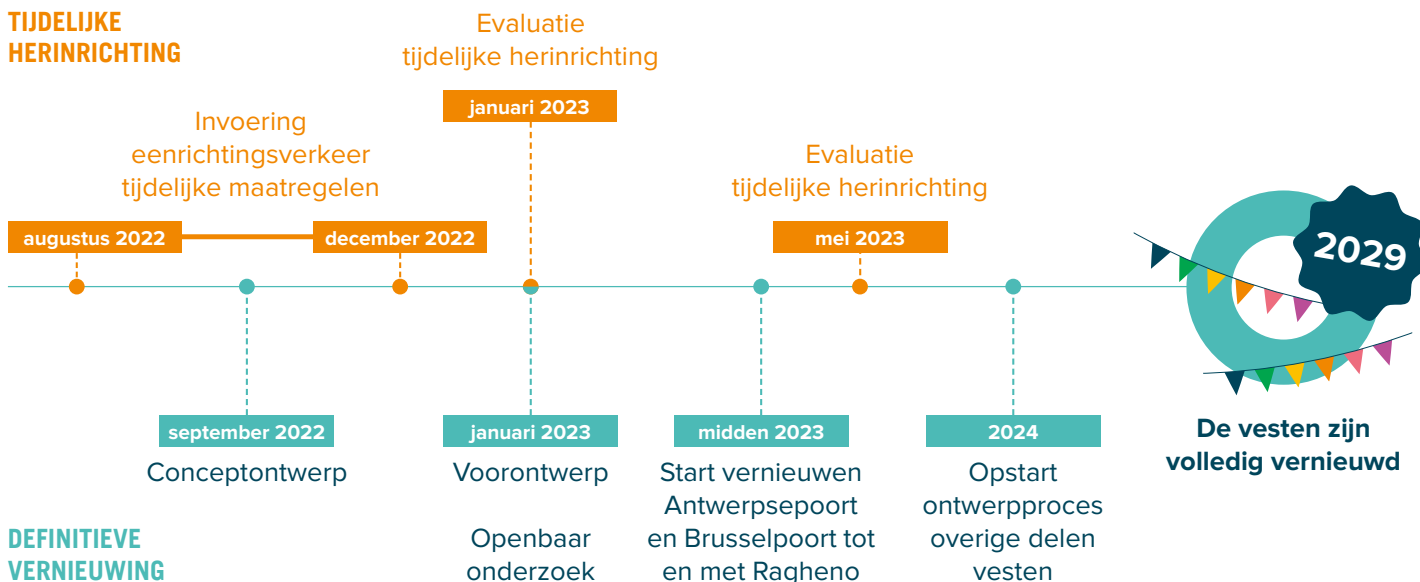 TIJDELIJKE
HERINRICHTING
Evaluatie
tijdelijke herinrichting
januari 2023
Invoering
eenrichtingsverkeer
tijdelijke maatregelen
augustus 2022
december 2022
Evaluatie
tijdelijke herinrichting
mei 2023
2029
De vesten zijn
volledig vernieuwd
september 2022
Conceptontwerp
januari 2023
Voorontwerp
Openbaar
onderzoek
midden 2023
Start vernieuwen
Antwerpsepoort
en Brusselpoort tot
en met Ragheno
2024
Opstart
ontwerpproces
overige delen
vesten
DEFINITIEVE
VERNIEUWING